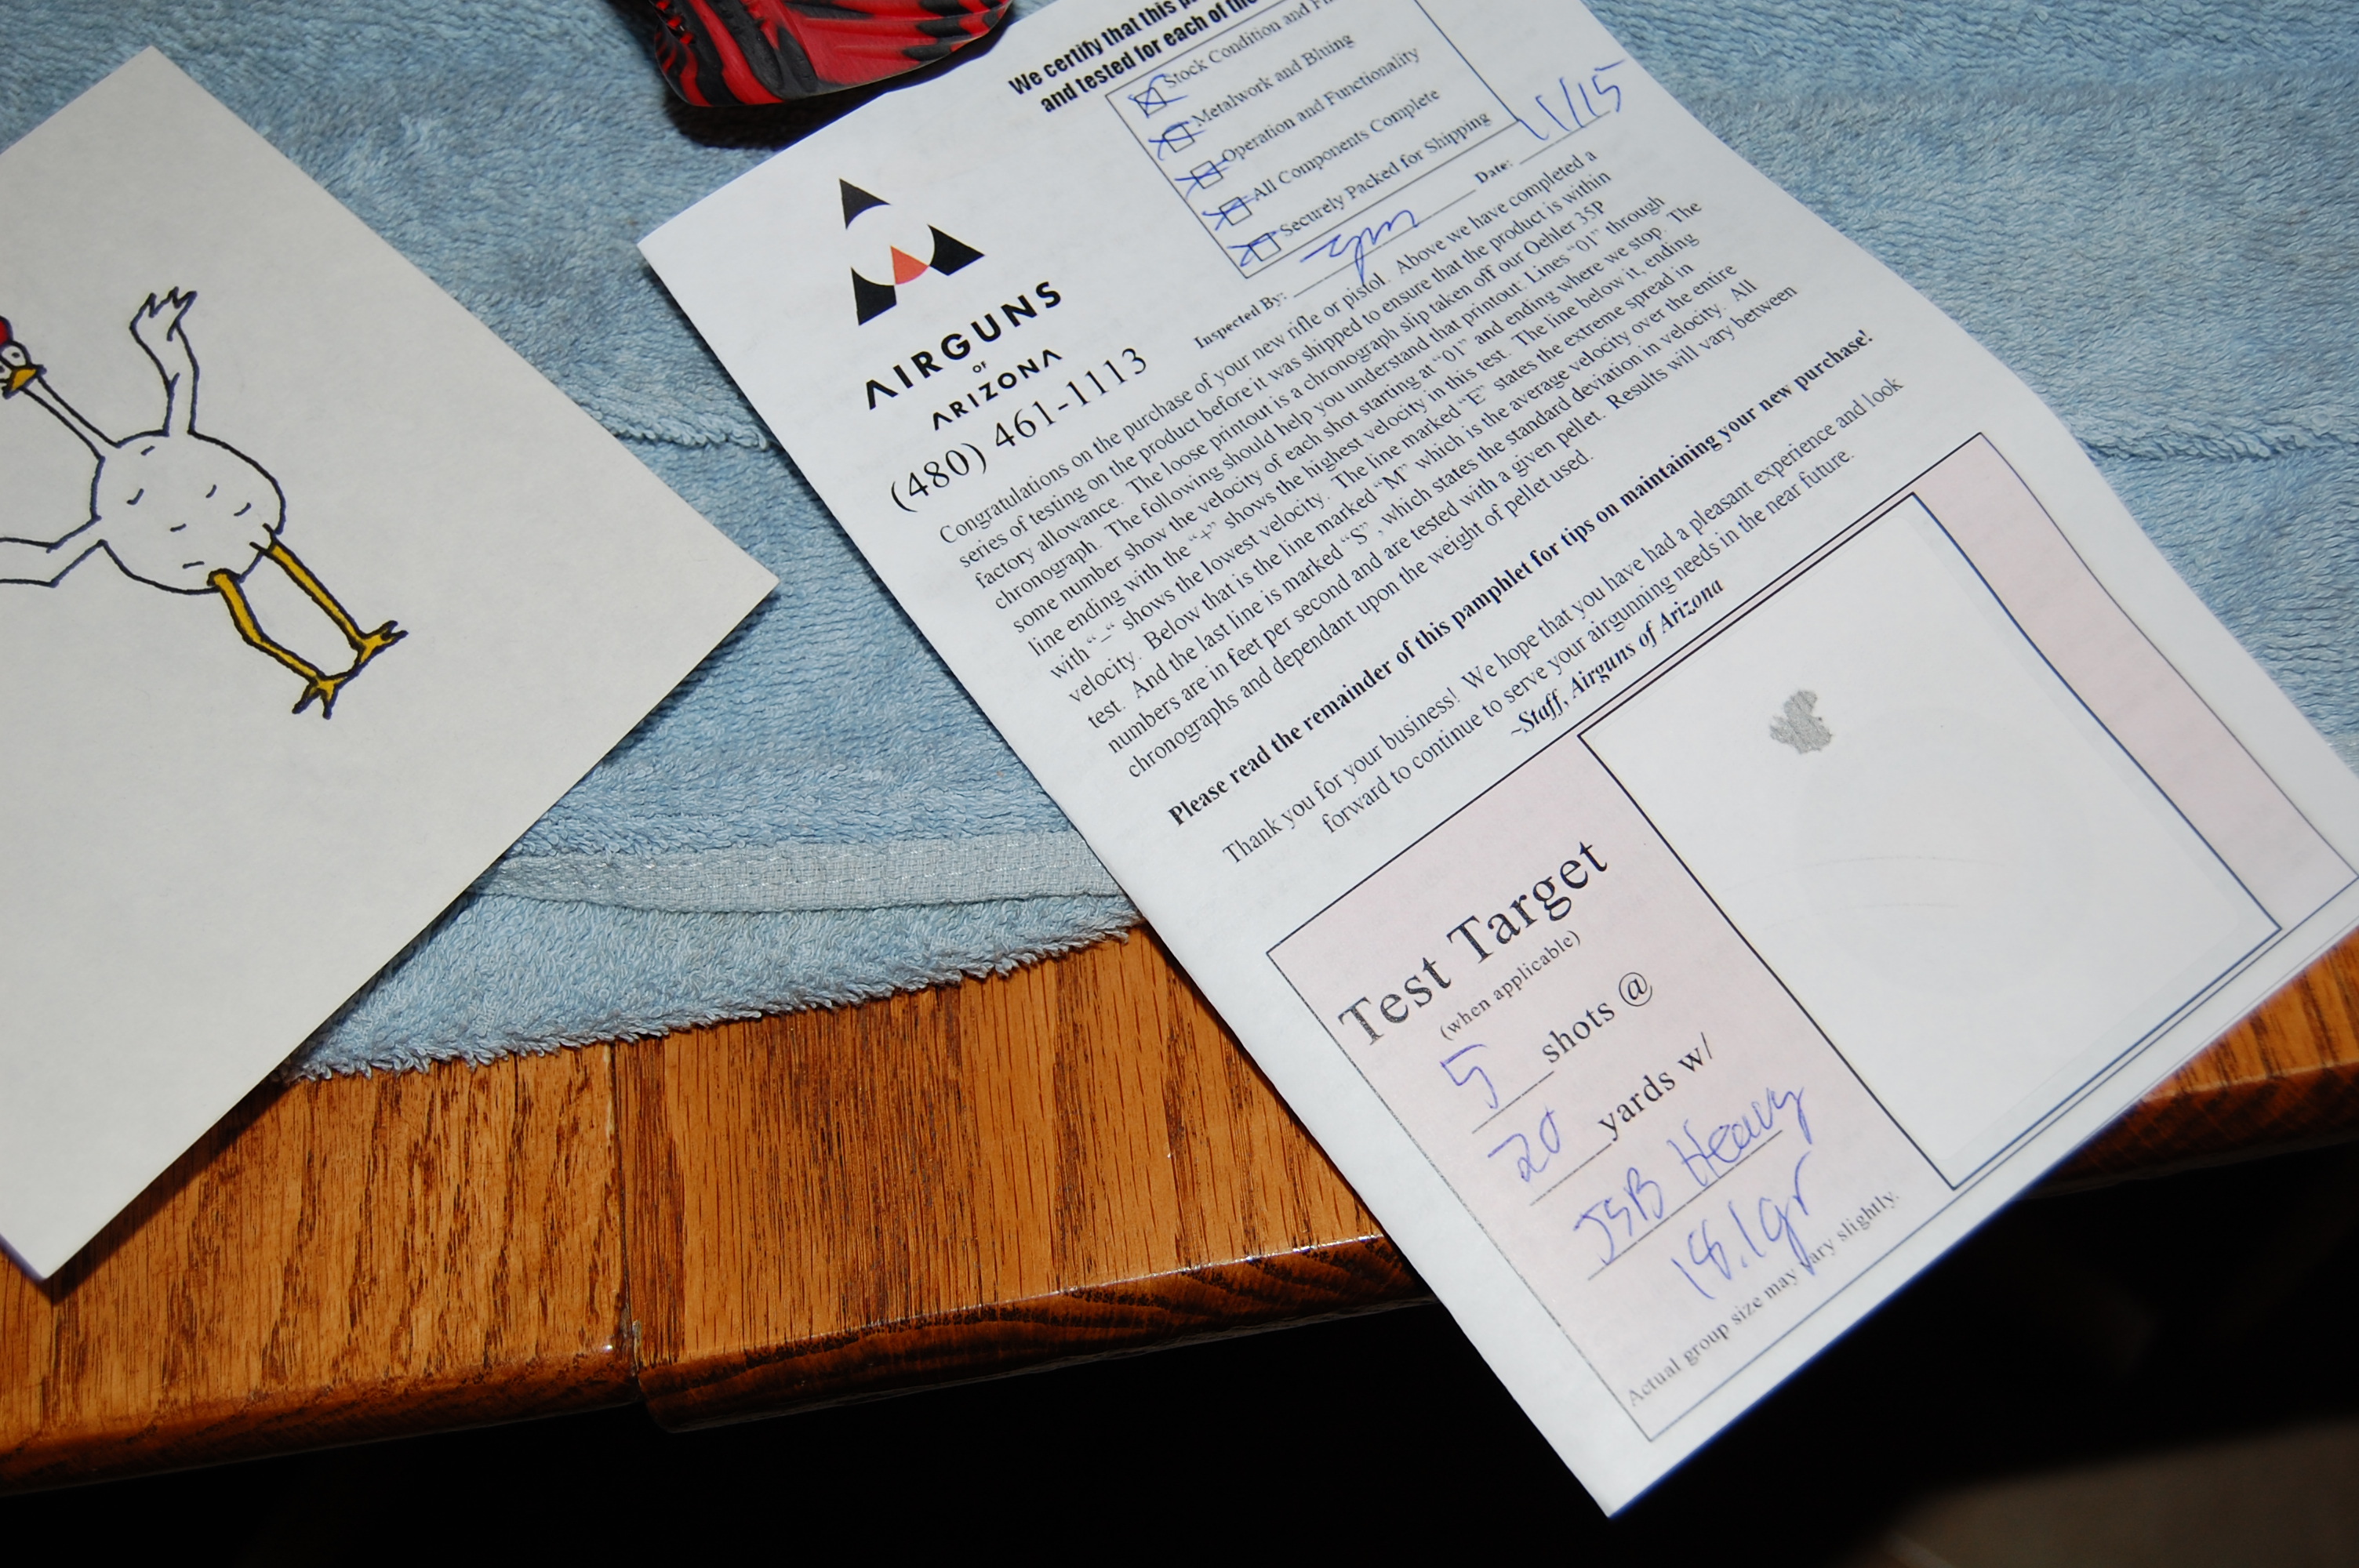 We certify that this p
and tested for each of the
Stock Condition and F
Metalwork and Bluing
Operation and Functionality
All Components Complete
Securely Packed for Shipping
Inspected By: Date: 1/15
AIRGUNS
OF
ARIZONA
(480) 461-1113
Congratulations on the purchase of your new rifle or pistol. Above we have completed a
series of testing on the product before it was shipped to ensure that the product is within
factory allowance. The loose printout is a chronograph slip taken off our Oehler 35P
chronograph. The following should help you understand that printout: Lines "01" through
some number show the velocity of each shot starting at "01" and ending where we stop. The
line ending with the "+" shows the highest velocity in this test. The line below it, ending
with "–" shows the lowest velocity. The line marked "E" states the extreme spread in
velocity. Below that is the line marked "M" which is the average velocity over the entire
test. And the last line is marked "S", which states the standard deviation in velocity. All
numbers are in feet per second and are tested with a given pellet. Results will vary between
chronographs and dependant upon the weight of pellet used.
Please read the remainder of this pamphlet for tips on maintaining your new purchase!
Thank you for your business! We hope that you have had a pleasant experience and look
forward to continue to serve your airgunning needs in the near future.
~Staff, Airguns of Arizona
Test Target
(when applicable)
5 shots @
20 yards w/
JSB Heavy
18.1gr
Actual group size may vary slightly.